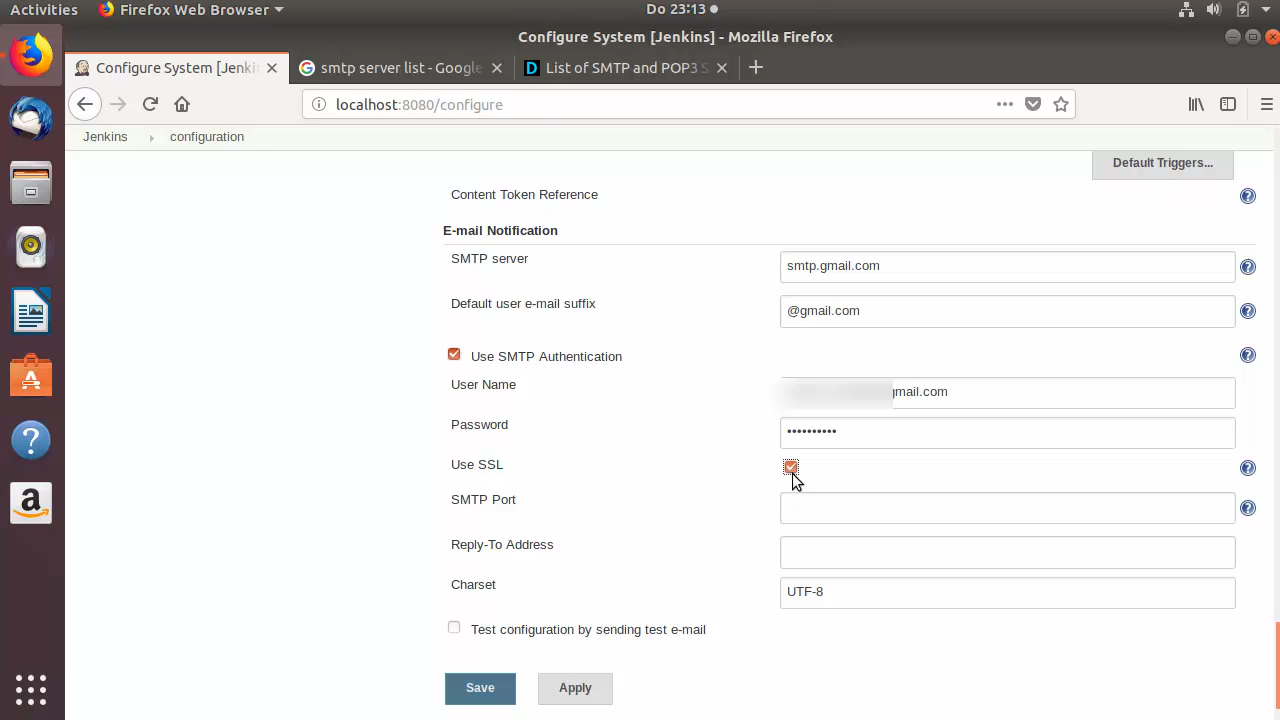 Activities Firefox Web Browser Do 23:13
Configure System [Jenkins] - Mozilla Firefox
Configure System [Jenki smtp server list - Google D List of SMTP and POP3 S
localhost:8080/configure
Jenkins configuration
Default Triggers...
Content Token Reference
E-mail Notification
SMTP server smtp.gmail.com
Default user e-mail suffix @gmail.com
Use SMTP Authentication
User Name gmail.com
Password ••••••••••
Use SSL
SMTP Port
Reply-To Address
Charset UTF-8
Test configuration by sending test e-mail
Save Apply